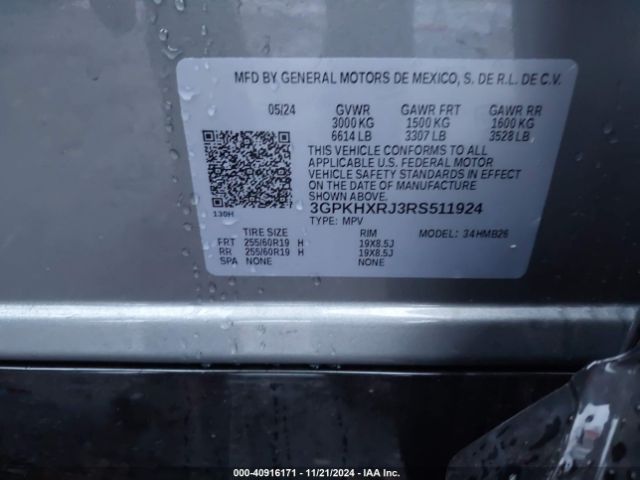 MFD BY GENERAL MOTORS DE MEXICO, S. DE R.L. DE C.V.
05/24 GVWR GAWR FRT GAWR RR
3000 KG 1500 KG 1600 KG
6614 LB 3307 LB 3528 LB
THIS VEHICLE CONFORMS TO ALL
APPLICABLE U.S. FEDERAL MOTOR
VEHICLE SAFETY STANDARDS IN EFFECT
ON THE DATE OF MANUFACTURE
SHOWN ABOVE.
130H 3GPKHXRJ3RS511924
TYPE: MPV MODEL: 34HMB26
TIRE SIZE RIM
FRT 255/60R19 H 19X8.5J
RR 255/60R19 H 19X8.5J
SPA NONE NONE
000-40916171 — 11/21/2024 — IAA Inc.